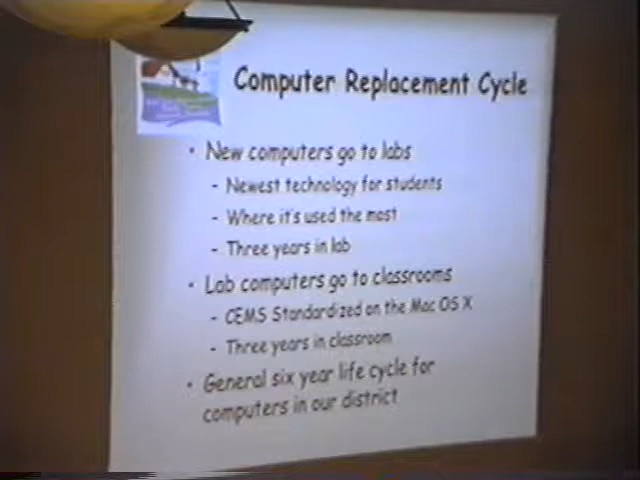 Computer Replacement Cycle
• New computers go to labs
- Newest technology for students
- Where it's used the most
- Three years in lab
• Lab computers go to classrooms
- CEMS Standardized on the Mac OS X
- Three years in classroom
• General six year life cycle for
computers in our district